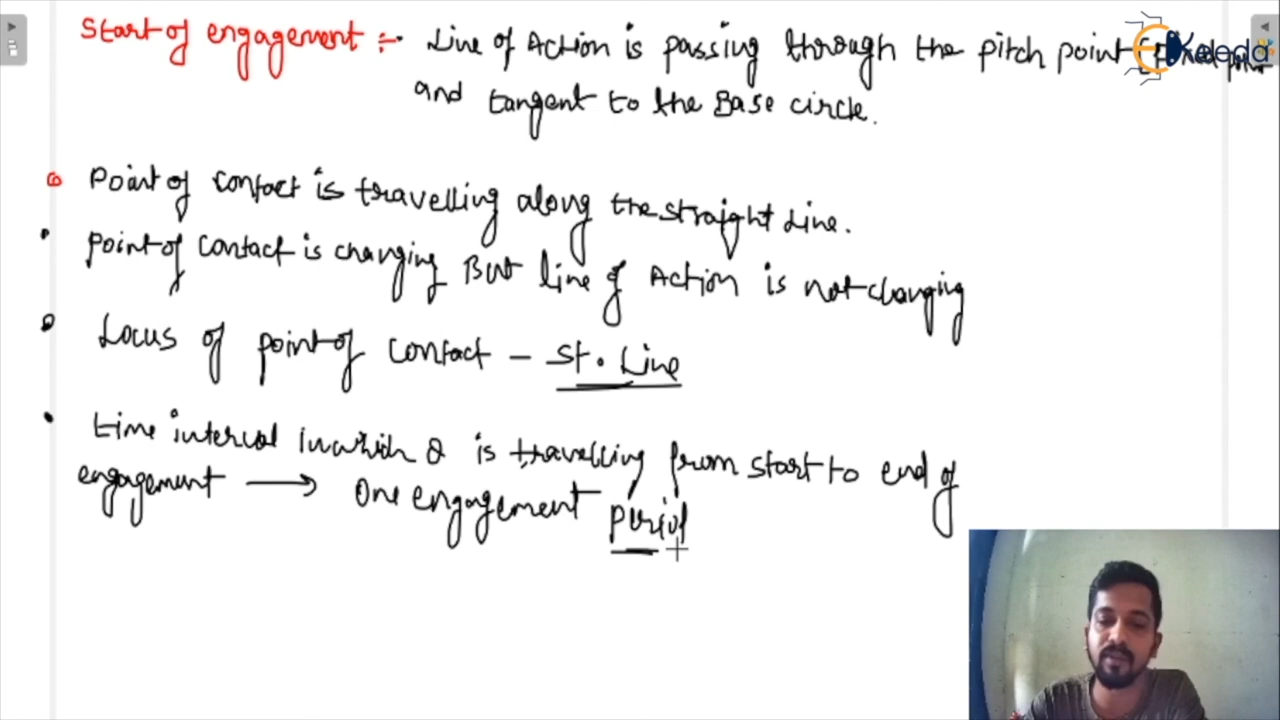 Start of engagement :- • Line of Action is passing through the pitch point
Ekeeda
and tangent to the Base circle.
Point of contact is travelling along the straight Line.
• point of contact is changing But line of Action is not changing
Locus of point of contact – St. Line
• time interval in which Q is travelling from start to end of
engagement → One engagement period